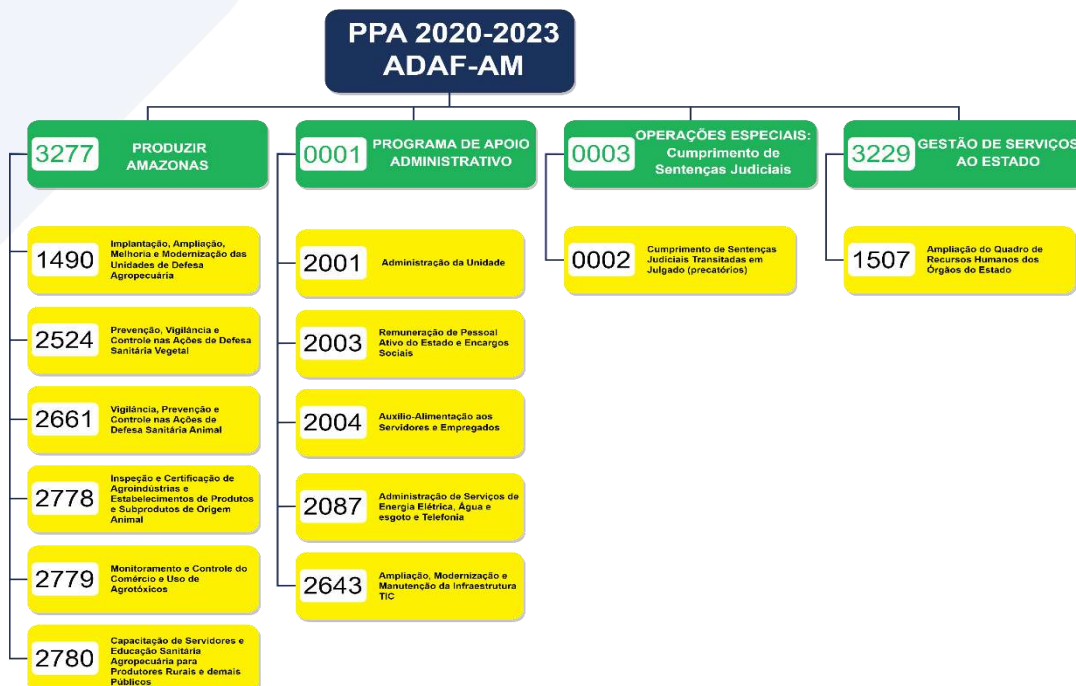 PPA 2020-2023
ADAF-AM
3277
PRODUZIR
AMAZONAS
1490
Implantação, Ampliação,
Melhoria e Modernização das
Unidades de Defesa
Agropecuária
2524
Prevenção, Vigilância e
Controle nas Ações de Defesa
Sanitária Vegetal
2661
Vigilância, Prevenção e
Controle nas Ações de
Defesa Sanitária Animal
2778
Inspeção e Certificação de
Agroindústrias e
Estabelecimentos de Produtos
e Subprodutos de Origem
Animal
2779
Monitoramento e Controle do
Comércio e Uso de
Agrotóxicos
2780
Capacitação de Servidores e
Educação Sanitária
Agropecuária para
Produtores Rurais e demais
Públicos
0001
PROGRAMA DE APOIO
ADMINISTRATIVO
2001
Administração da Unidade
2003
Remuneração de Pessoal
Ativo do Estado e Encargos
Sociais
2004
Auxílio-Alimentação aos
Servidores e Empregados
2087
Administração de Serviços de
Energia Elétrica, Água e
esgoto e Telefonia
2643
Ampliação, Modernização e
Manutenção da Infraestrutura
TIC
0003
OPERAÇÕES ESPECIAIS:
Cumprimento de
Sentenças Judiciais
0002
Cumprimento de Sentenças
Judiciais Transitadas em
Julgado (precatórios)
3229
GESTÃO DE SERVIÇOS
AO ESTADO
1507
Ampliação do Quadro de
Recursos Humanos dos
Órgãos do Estado